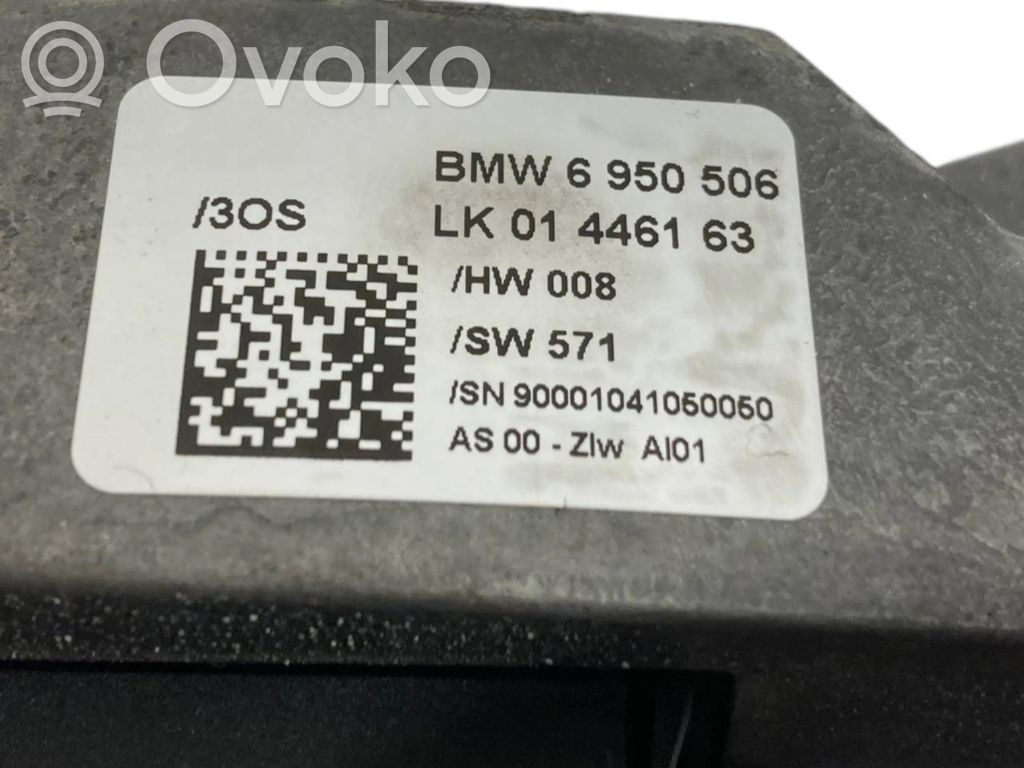 Ovoko
BMW 6 950 506
/3OS
LK 01 4461 63
/HW 008
/SW 571
/SN 90001041050050
AS 00 - Zlw AI01